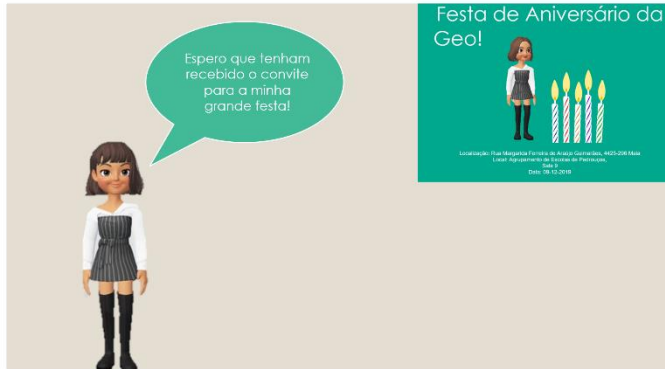 Espero que tenham
recebido o convite
para a minha
grande festa!
Festa de Aniversário da
Geo!
Localização: Rua Margarida Ferreira de Araújo Guimarães, 4425-206 Maia
Local: Agrupamento de Escolas de Pedrouços,
Sala 9
Data: 09-12-2019